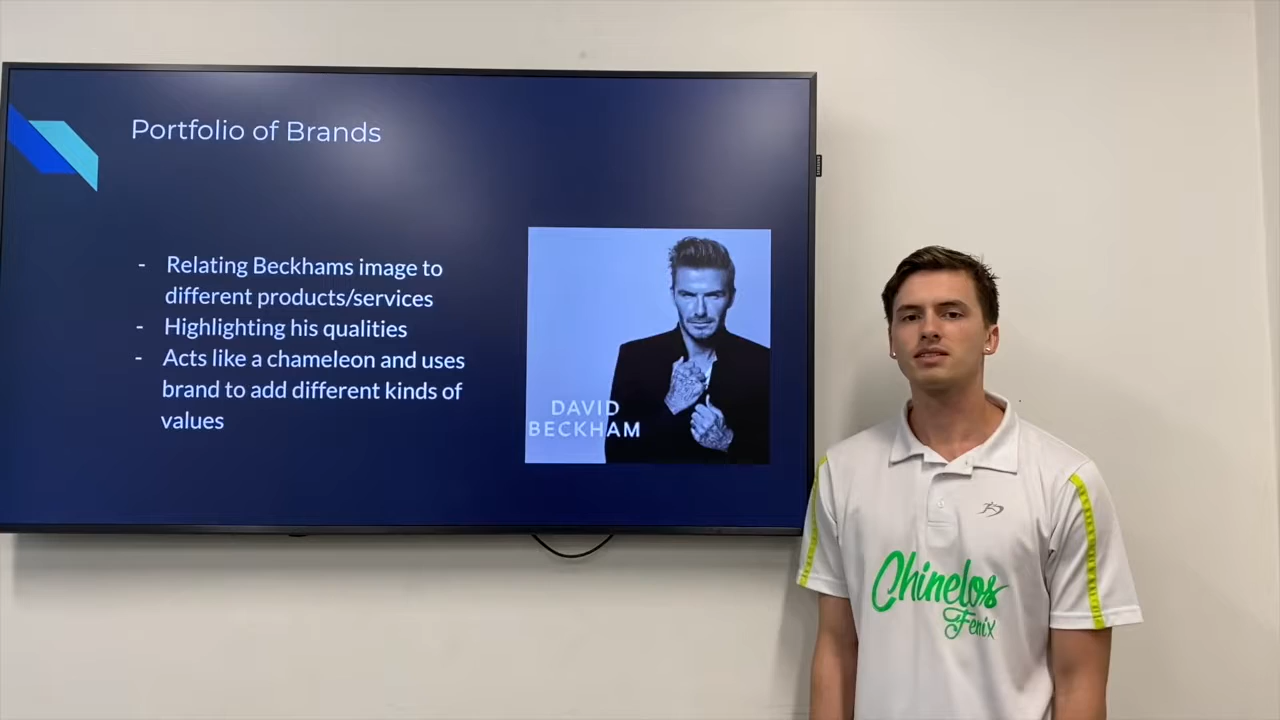 Portfolio of Brands
- Relating Beckhams image to
different products/services
- Highlighting his qualities
- Acts like a chameleon and uses
brand to add different kinds of
values
DAVID
BECKHAM
SAMSUNG
Chinelos
Fenix